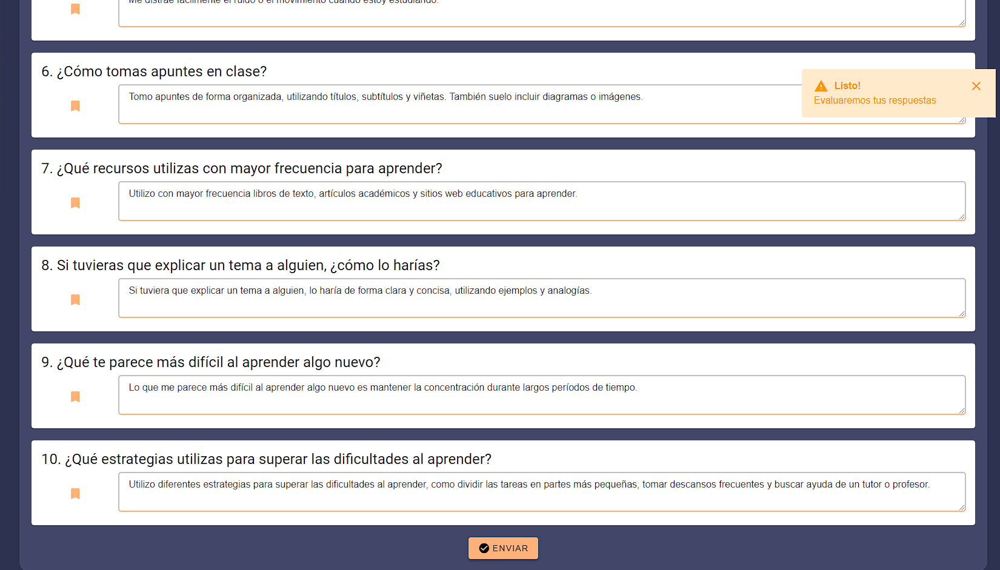 Me distrae fácilmente el ruido o el movimiento cuando estoy estudiando.
6. ¿Cómo tomas apuntes en clase?
Tomo apuntes de forma organizada, utilizando títulos, subtítulos y viñetas. También suelo incluir diagramas o imágenes.
Listo!
Evaluaremos tus respuestas
7. ¿Qué recursos utilizas con mayor frecuencia para aprender?
Utilizo con mayor frecuencia libros de texto, artículos académicos y sitios web educativos para aprender.
8. Si tuvieras que explicar un tema a alguien, ¿cómo lo harías?
Si tuviera que explicar un tema a alguien, lo haría de forma clara y concisa, utilizando ejemplos y analogías.
9. ¿Qué te parece más difícil al aprender algo nuevo?
Lo que me parece más difícil al aprender algo nuevo es mantener la concentración durante largos períodos de tiempo.
10. ¿Qué estrategias utilizas para superar las dificultades al aprender?
Utilizo diferentes estrategias para superar las dificultades al aprender, como dividir las tareas en partes más pequeñas, tomar descansos frecuentes y buscar ayuda de un tutor o profesor.
ENVIAR